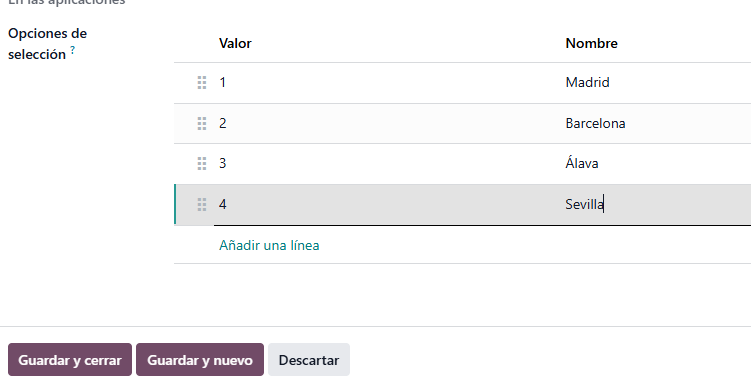 En las aplicaciones
Opciones de
selección ?
Valor Nombre
1 Madrid
2 Barcelona
3 Álava
4 Sevilla
Añadir una línea
Guardar y cerrar Guardar y nuevo Descartar